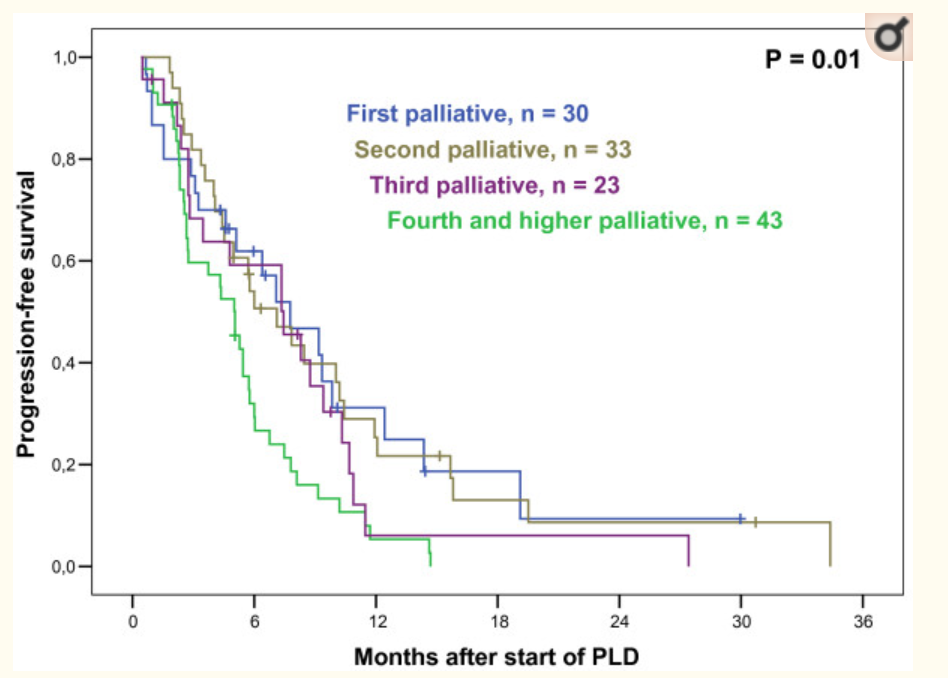 P = 0.01
First palliative, n = 30
Second palliative, n = 33
Third palliative, n = 23
Fourth and higher palliative, n = 43
Progression-free survival
1,0
0,8
0,6
0,4
0,2
0,0
0 6 12 18 24 30 36
Months after start of PLD